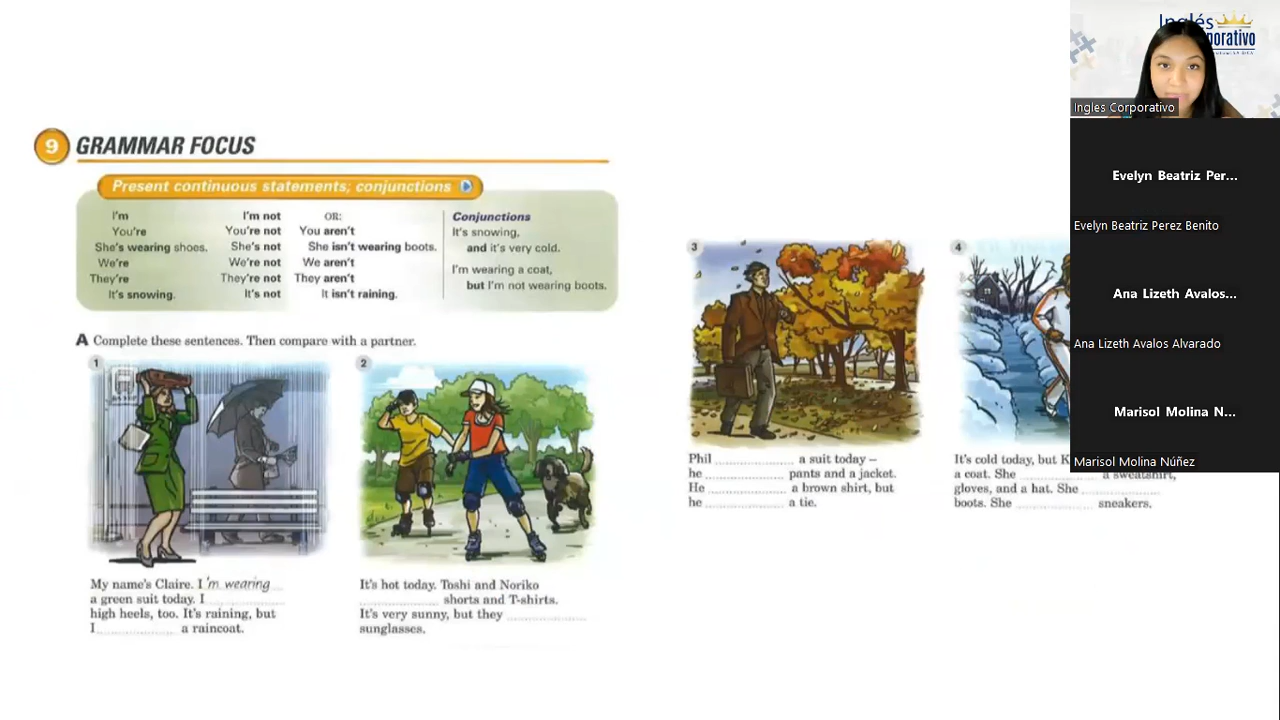 9 GRAMMAR FOCUS
Present continuous statements; conjunctions
I'm I'm not OR:
You're You're not You aren't
She's wearing shoes. She's not She isn't wearing boots.
We're We're not We aren't
They're They're not They aren't
It's snowing. It's not It isn't raining.
Conjunctions
It's snowing,
and it's very cold.
I'm wearing a coat,
but I'm not wearing boots.
A Complete these sentences. Then compare with a partner.
1
My name's Claire. I 'm wearing
a green suit today. I
high heels, too. It's raining, but
I a raincoat.
2
It's hot today. Toshi and Noriko
shorts and T-shirts.
It's very sunny, but they
sunglasses.
3
Phil a suit today –
he pants and a jacket.
He a brown shirt, but
he a tie.
4
It's cold today, but
a coat. She a sweatshirt,
gloves, and a hat. She
boots. She sneakers.
Inglés
Ingles Corporativo
Evelyn Beatriz Per...
Evelyn Beatriz Perez Benito
Ana Lizeth Avalos...
Ana Lizeth Avalos Alvarado
Marisol Molina N...
Marisol Molina Núñez